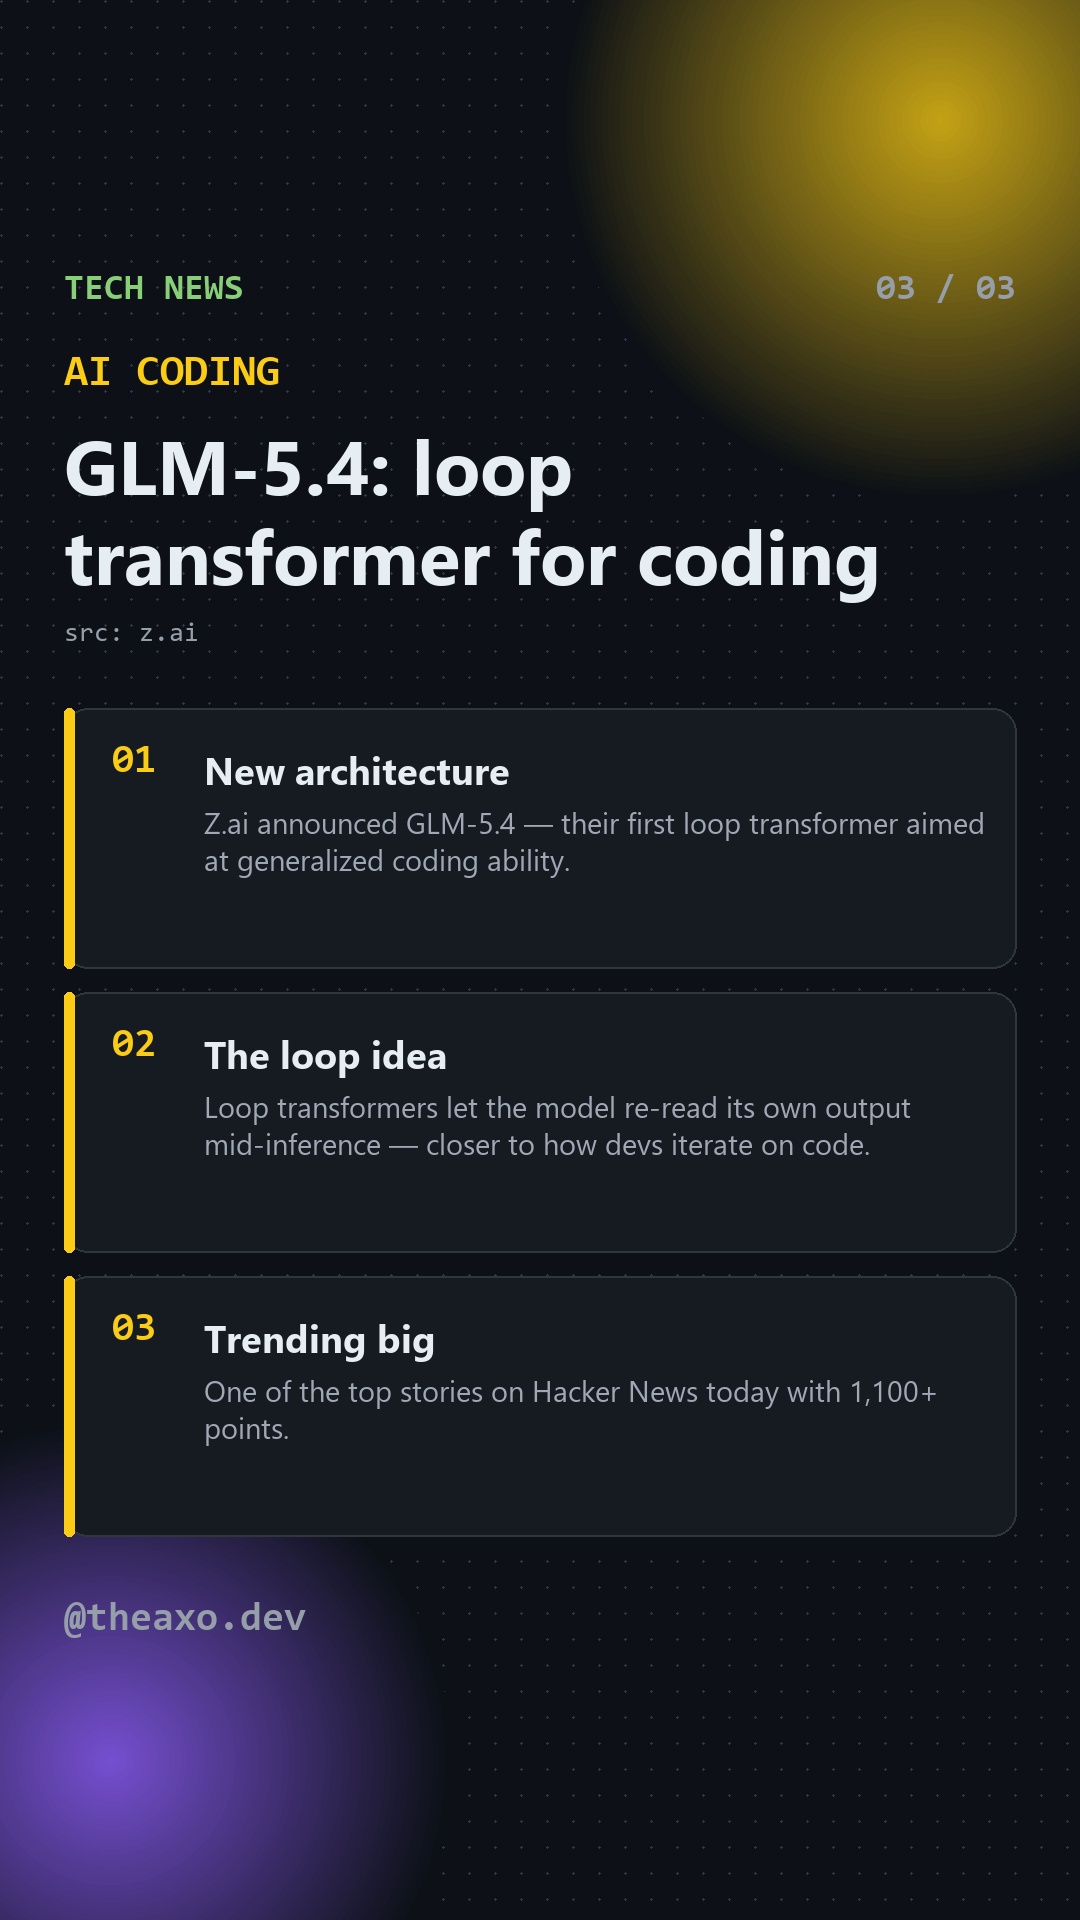 TECH NEWS
03 / 03
AI CODING
GLM-5.4: loop
transformer for coding
src: z.ai
01
New architecture
Z.ai announced GLM-5.4 — their first loop transformer aimed
at generalized coding ability.
02
The loop idea
Loop transformers let the model re-read its own output
mid-inference — closer to how devs iterate on code.
03
Trending big
One of the top stories on Hacker News today with 1,100+
points.
@theaxo.dev